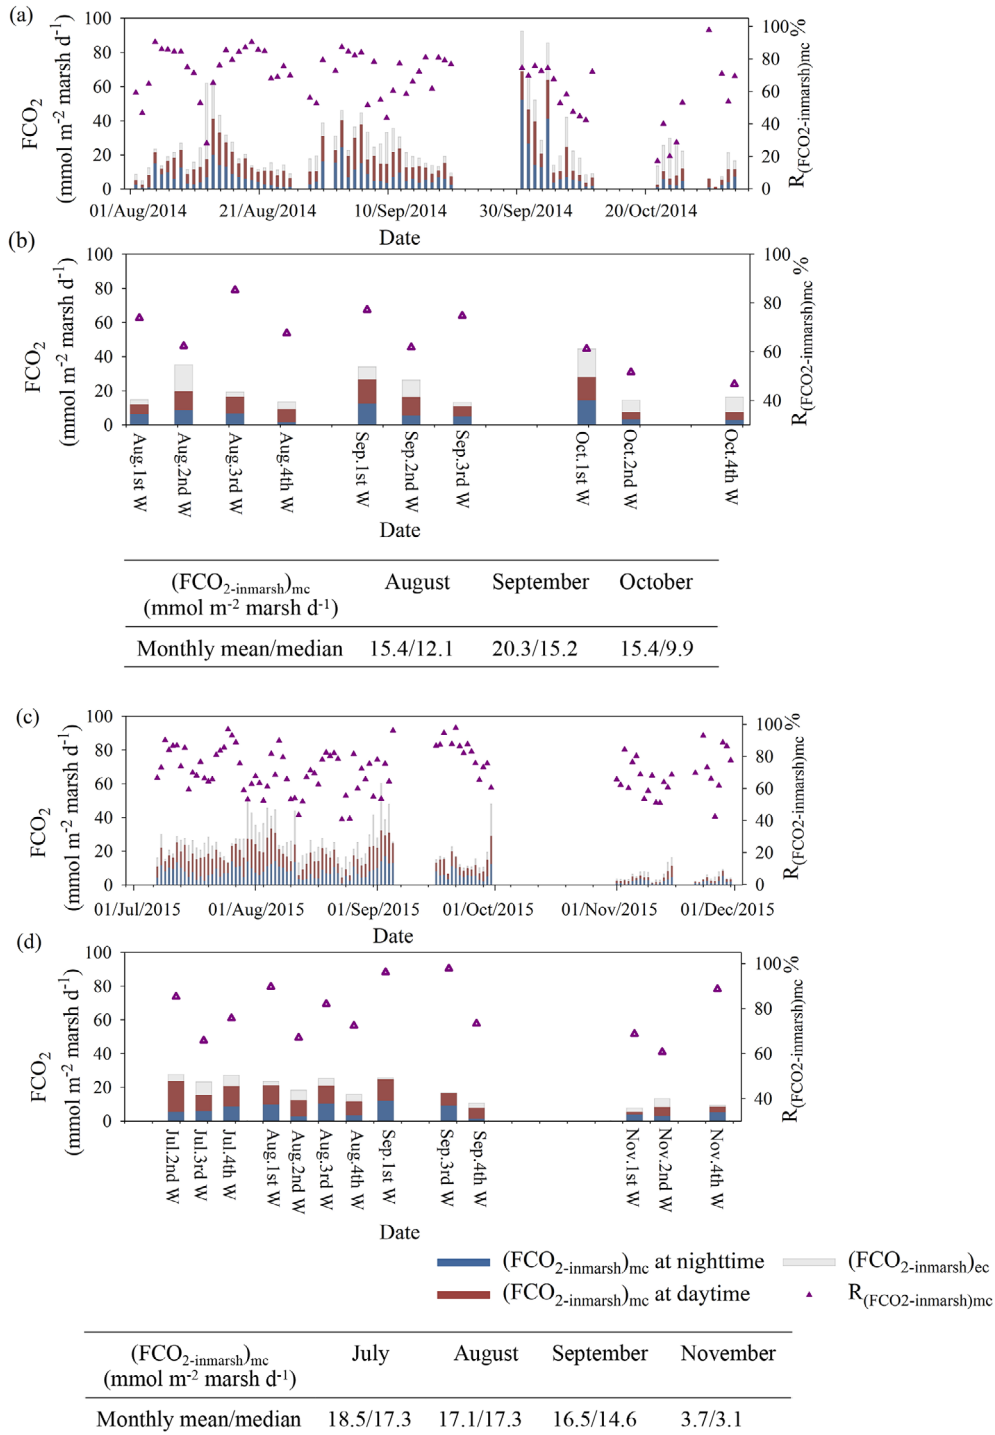 (a)
FCO2
(mmol m-2 marsh d-1)
100
80
60
40
20
0
100
80
60
40
20
0
R(FCO2-inmarsh)mc %
01/Aug/2014 21/Aug/2014 10/Sep/2014 30/Sep/2014 20/Oct/2014
Date
(b)
FCO2
(mmol m-2 marsh d-1)
100
80
60
40
20
0
100
80
60
40
R(FCO2-inmarsh)mc %
Aug.1st W
Aug.2nd W
Aug.3rd W
Aug.4th W
Sep.1st W
Sep.2nd W
Sep.3rd W
Oct.1st W
Oct.2nd W
Oct.4th W
Date
(FCO2-inmarsh)mc August September October
(mmol m-2 marsh d-1)
Monthly mean/median 15.4/12.1 20.3/15.2 15.4/9.9
(c)
FCO2
(mmol m-2 marsh d-1)
100
80
60
40
20
0
100
80
60
40
20
0
R(FCO2-inmarsh)mc %
01/Jul/2015 01/Aug/2015 01/Sep/2015 01/Oct/2015 01/Nov/2015 01/Dec/2015
Date
(d)
FCO2
(mmol m-2 marsh d-1)
100
80
60
40
20
0
100
80
60
40
R(FCO2-inmarsh)mc %
Jul.2nd W
Jul.3rd W
Jul.4th W
Aug.1st W
Aug.2nd W
Aug.3rd W
Aug.4th W
Sep.1st W
Sep.3rd W
Sep.4th W
Nov.1st W
Nov.2nd W
Nov.4th W
Date
(FCO2-inmarsh)mc at nighttime (FCO2-inmarsh)ec
(FCO2-inmarsh)mc at daytime R(FCO2-inmarsh)mc
(FCO2-inmarsh)mc July August September November
(mmol m-2 marsh d-1)
Monthly mean/median 18.5/17.3 17.1/17.3 16.5/14.6 3.7/3.1